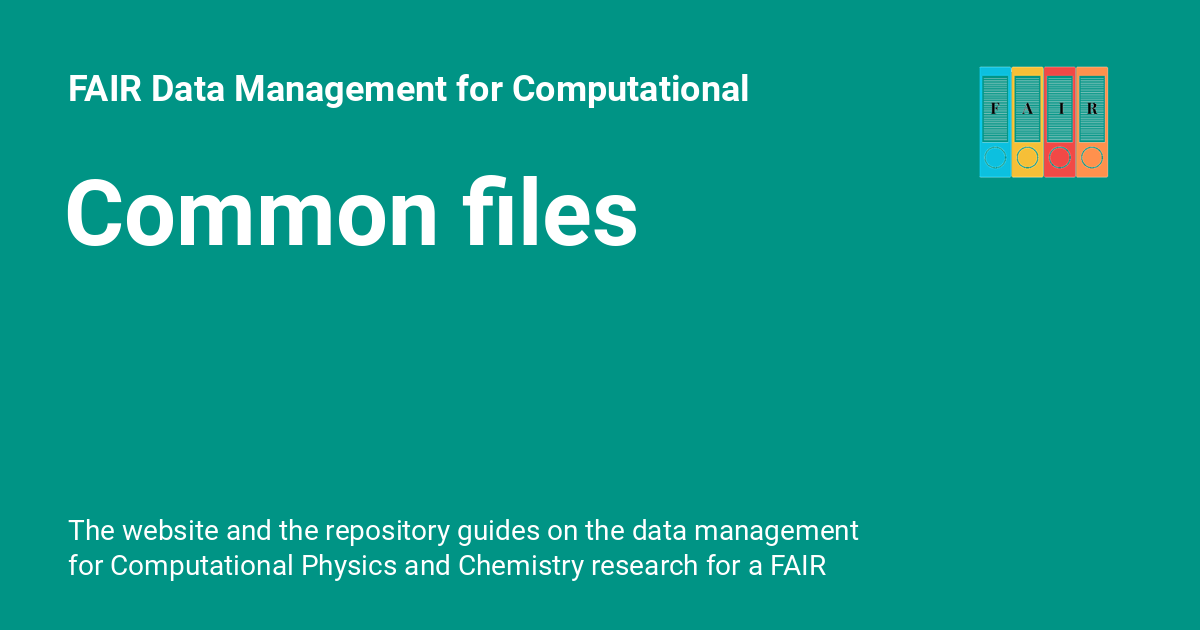 FAIR Data Management for Computational
F A I R
Common files
The website and the repository guides on the data management
for Computational Physics and Chemistry research for a FAIR